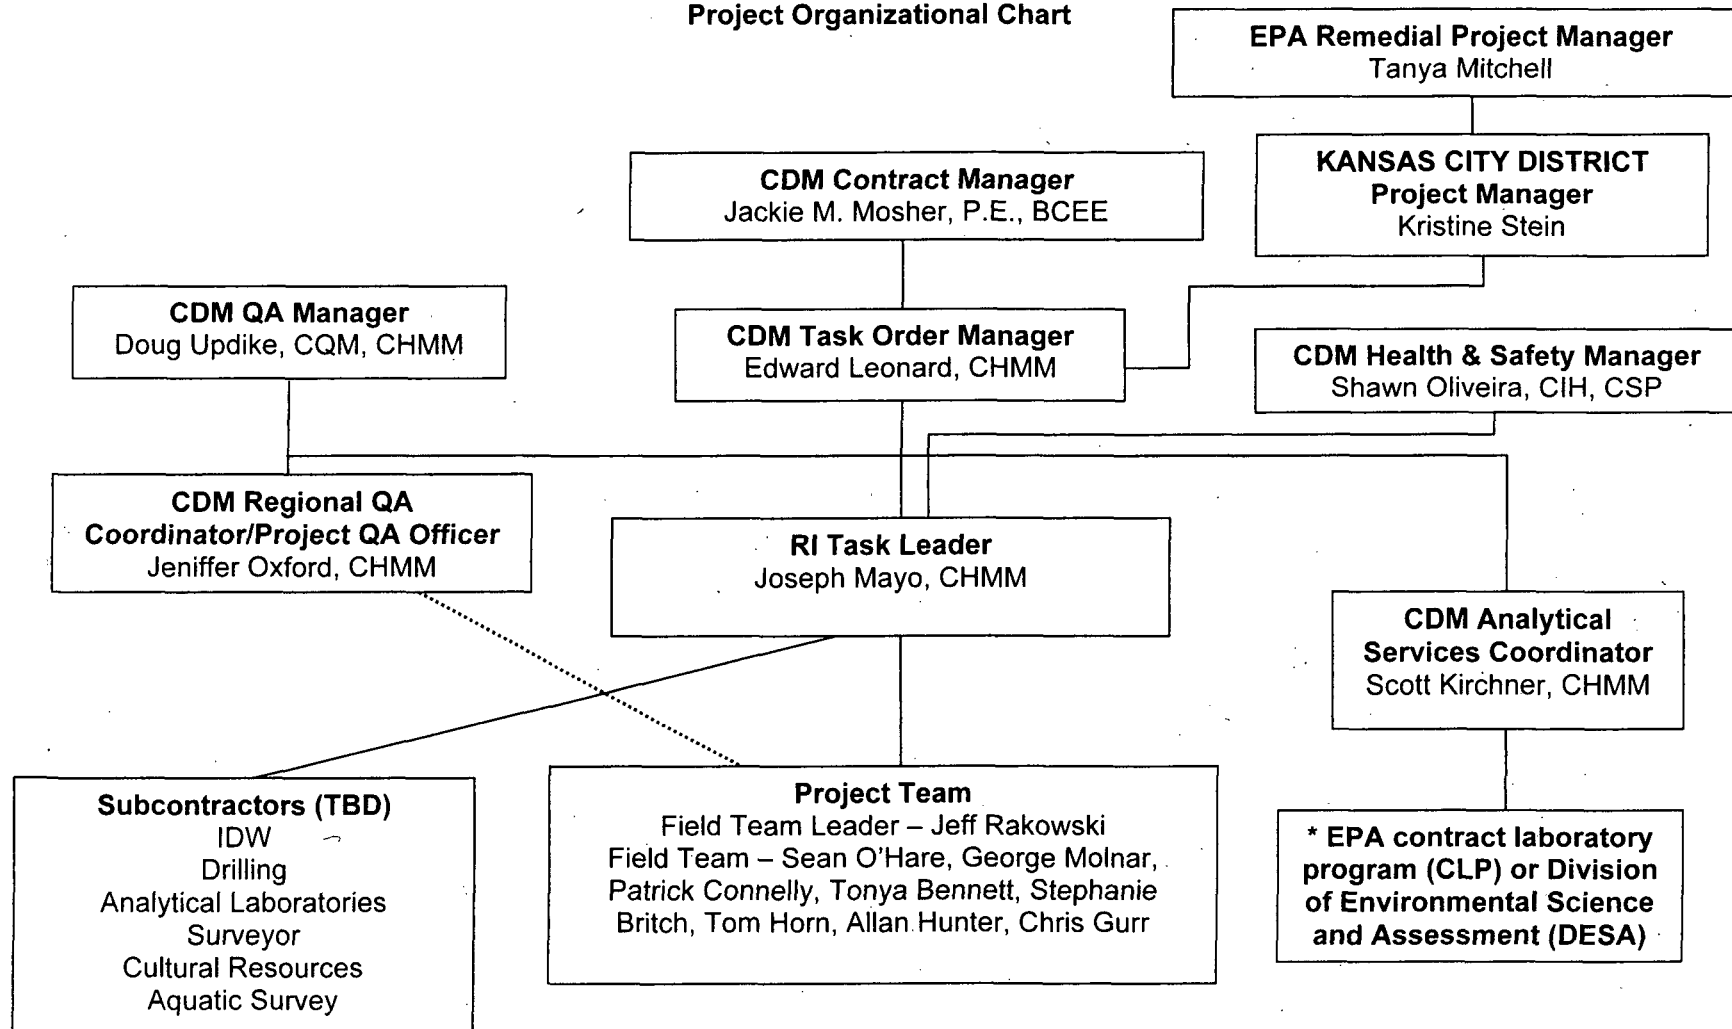 Project Organizational Chart
EPA Remedial Project Manager
Tanya Mitchell
KANSAS CITY DISTRICT
Project Manager
Kristine Stein
CDM Contract Manager
Jackie M. Mosher, P.E., BCEE
CDM QA Manager
Doug Updike, CQM, CHMM
CDM Task Order Manager
Edward Leonard, CHMM
CDM Health & Safety Manager
Shawn Oliveira, CIH, CSP
CDM Regional QA
Coordinator/Project QA Officer
Jeniffer Oxford, CHMM
RI Task Leader
Joseph Mayo, CHMM
CDM Analytical
Services Coordinator
Scott Kirchner, CHMM
Subcontractors (TBD)
IDW
Drilling
Analytical Laboratories
Surveyor
Cultural Resources
Aquatic Survey
Project Team
Field Team Leader – Jeff Rakowski
Field Team – Sean O'Hare, George Molnar,
Patrick Connelly, Tonya Bennett, Stephanie
Britch, Tom Horn, Allan Hunter, Chris Gurr
* EPA contract laboratory
program (CLP) or Division
of Environmental Science
and Assessment (DESA)